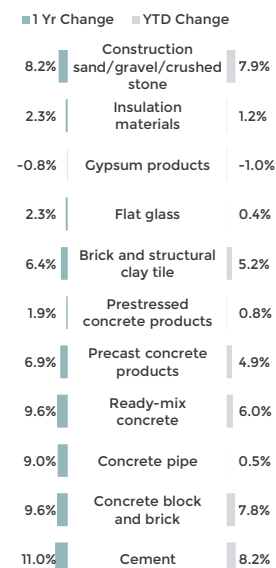 1 Yr Change YTD Change
Construction
8.2% sand/gravel/crushed 7.9%
stone
Insulation
2.3% 1.2%
materials
-0.8% Gypsum products -1.0%
2.3% Flat glass 0.4%
6.4% Brick and structural 5.2%
clay tile
1.9% Prestressed 0.8%
concrete products
6.9% Precast concrete 4.9%
products
9.6% Ready-mix 6.0%
concrete
9.0% Concrete pipe 0.5%
9.6% Concrete block 7.8%
and brick
11.0% Cement 8.2%